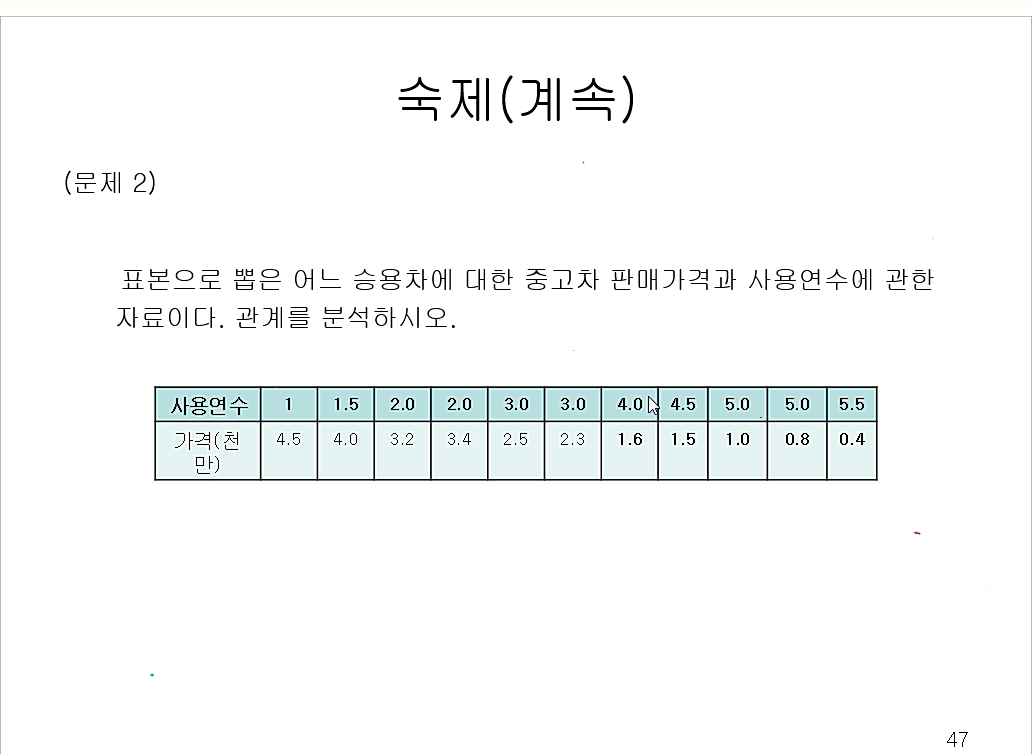 숙제(계속)
(문제 2)
표본으로 뽑은 어느 승용차에 대한 중고차 판매가격과 사용연수에 관한
자료이다. 관계를 분석하시오.
사용연수 1 1.5 2.0 2.0 3.0 3.0 4.0 4.5 5.0 5.0 5.5
가격(천 4.5 4.0 3.2 3.4 2.5 2.3 1.6 1.5 1.0 0.8 0.4
만)
47